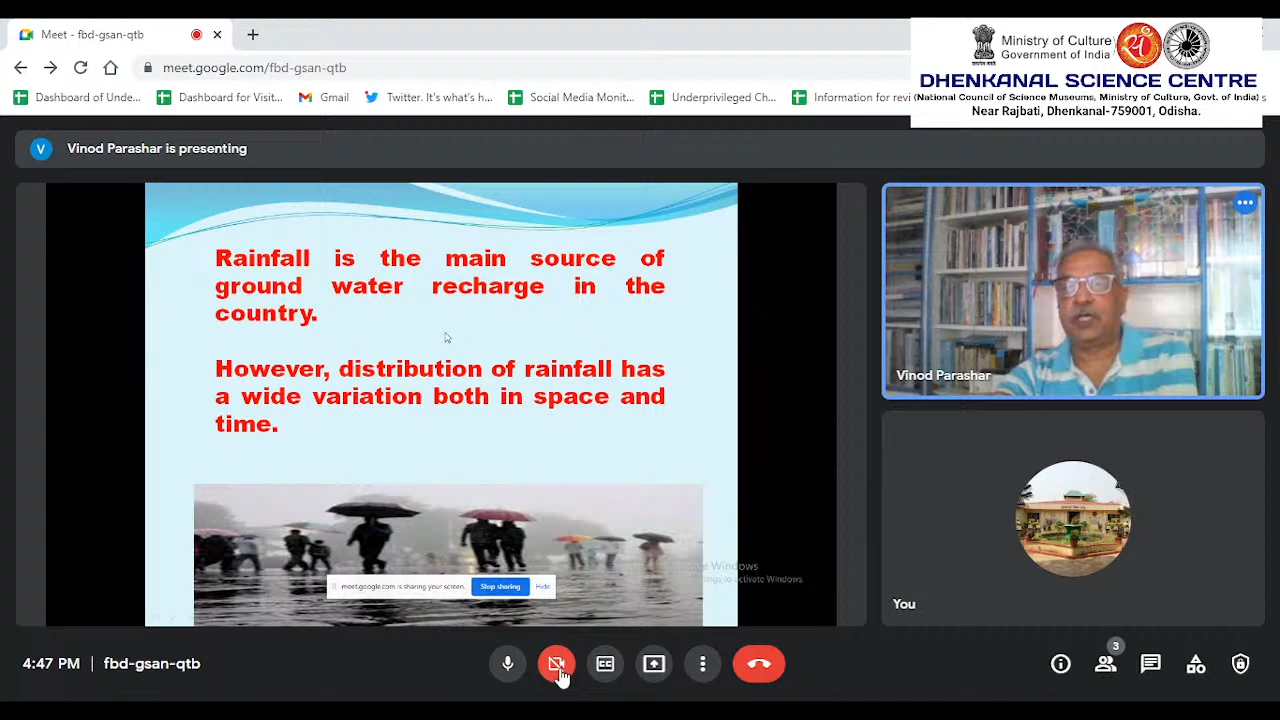 Meet - fbd-gsan-qtb
Ministry of Culture
Government of India
meet.google.com/fbd-gsan-qtb
DHENKANAL SCIENCE CENTRE
(National Council of Science Museums, Ministry of Culture, Govt. of India)
Near Rajbati, Dhenkanal-759001, Odisha.
Dashboard of Unde...
Dashboard for Visit...
Gmail
Twitter. It's what's h...
Social Media Monit...
Underprivileged Ch...
Information for revi
V
Vinod Parashar is presenting
Rainfall is the main source of
ground water recharge in the
country.
However, distribution of rainfall has
a wide variation both in space and
time.
Vinod Parashar
e Windows
to activate Windows.
meet.google.com is sharing your screen.
Stop sharing
Hide
You
4:47 PM
fbd-gsan-qtb
CC
3